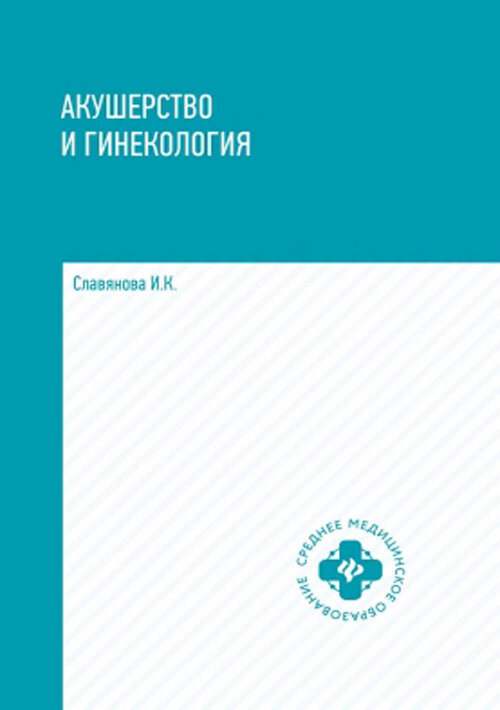 АКУШЕРСТВО
И ГИНЕКОЛОГИЯ
Славянова И.К.
СРЕДНЕЕ МЕДИЦИНСКОЕ ОБРАЗОВАНИЕ